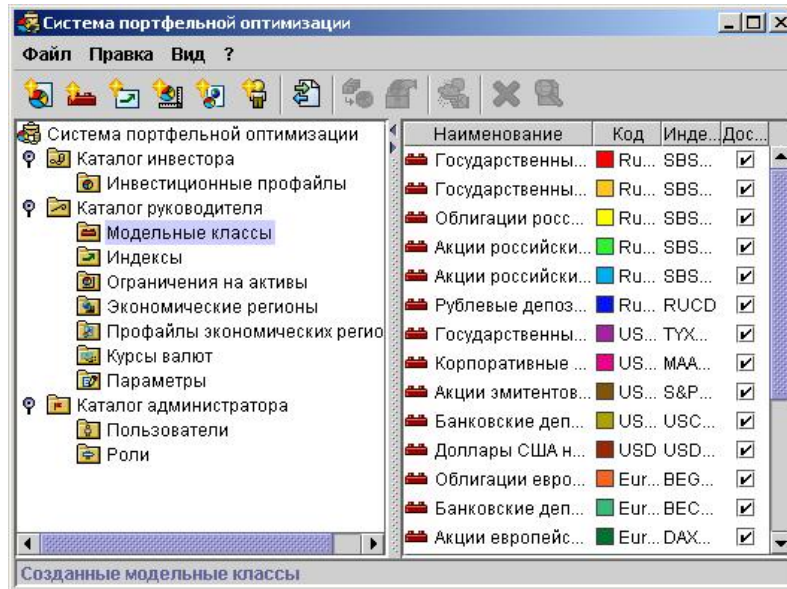 Система портфельной оптимизации
Файл Правка Вид ?
Система портфельной оптимизации
Каталог инвестора
Инвестиционные профайлы
Каталог руководителя
Модельные классы
Индексы
Ограничения на активы
Экономические регионы
Профайлы экономических регио
Курсы валют
Параметры
Каталог администратора
Пользователи
Роли
Наименование Код Инде... Дос...
Государственны... Ru... SBS...
Государственны... Ru... SBS...
Облигации росс... Ru... SBS...
Акции российски... Ru... SBS...
Акции российски... Ru... SBS...
Рублевые депоз... Ru... RUCD
Государственны... US... TYX...
Корпоративные ... US... MAA...
Акции эмитентов... US... S&P...
Банковские деп... US... USC...
Доллары США н... USD USD...
Облигации евро... Eur... BEG...
Банковские деп... Eur... BEC...
Акции европейс... Eur... DAX...
Созданные модельные классы